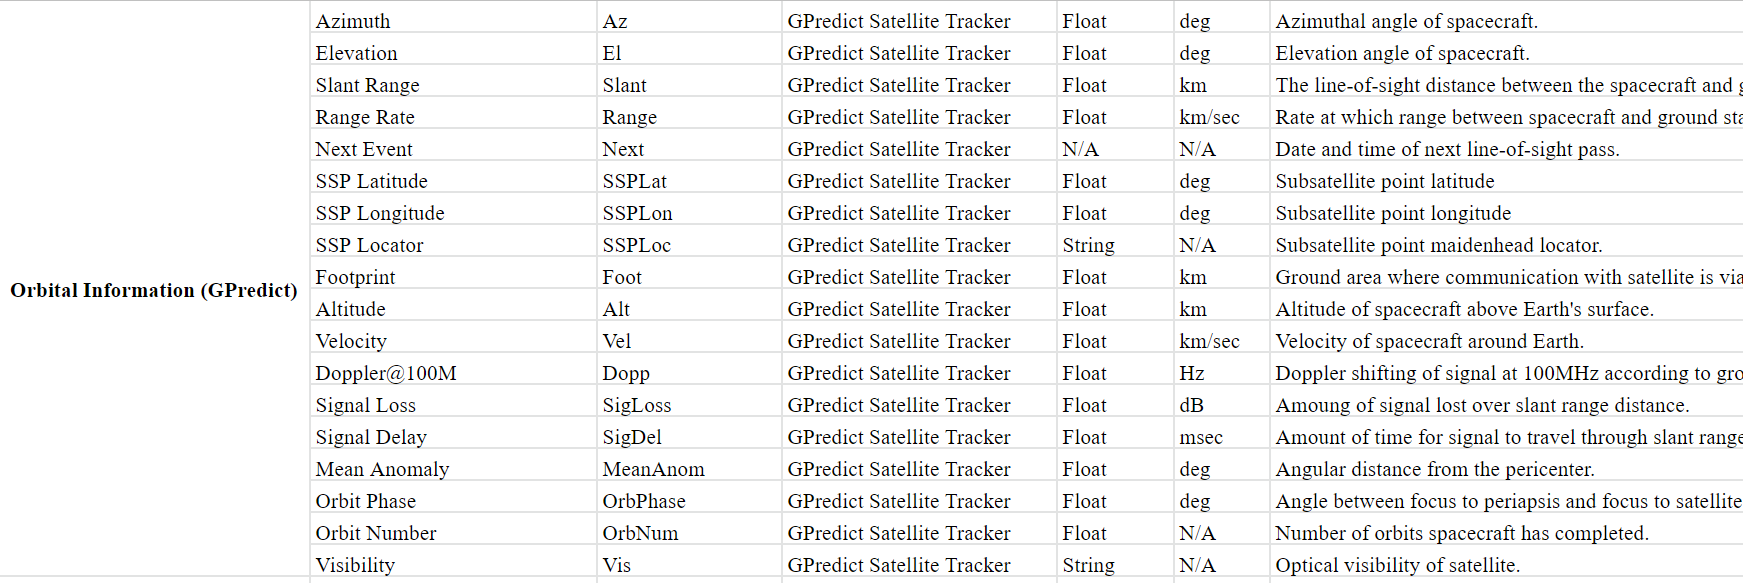 Azimuth Az GPredict Satellite Tracker Float deg Azimuthal angle of spacecraft.
Elevation El GPredict Satellite Tracker Float deg Elevation angle of spacecraft.
Slant Range Slant GPredict Satellite Tracker Float km The line-of-sight distance between the spacecraft and
Range Rate Range GPredict Satellite Tracker Float km/sec Rate at which range between spacecraft and ground sta
Next Event Next GPredict Satellite Tracker N/A N/A Date and time of next line-of-sight pass.
SSP Latitude SSPLat GPredict Satellite Tracker Float deg Subsatellite point latitude
SSP Longitude SSPLon GPredict Satellite Tracker Float deg Subsatellite point longitude
SSP Locator SSPLoc GPredict Satellite Tracker String N/A Subsatellite point maidenhead locator.
Footprint Foot GPredict Satellite Tracker Float km Ground area where communication with satellite is via
Orbital Information (GPredict)
Altitude Alt GPredict Satellite Tracker Float km Altitude of spacecraft above Earth's surface.
Velocity Vel GPredict Satellite Tracker Float km/sec Velocity of spacecraft around Earth.
Doppler@100M Dopp GPredict Satellite Tracker Float Hz Doppler shifting of signal at 100MHz according to gro
Signal Loss SigLoss GPredict Satellite Tracker Float dB Amoung of signal lost over slant range distance.
Signal Delay SigDel GPredict Satellite Tracker Float msec Amount of time for signal to travel through slant range
Mean Anomaly MeanAnom GPredict Satellite Tracker Float deg Angular distance from the pericenter.
Orbit Phase OrbPhase GPredict Satellite Tracker Float deg Angle between focus to periapsis and focus to satellite
Orbit Number OrbNum GPredict Satellite Tracker Float N/A Number of orbits spacecraft has completed.
Visibility Vis GPredict Satellite Tracker String N/A Optical visibility of satellite.